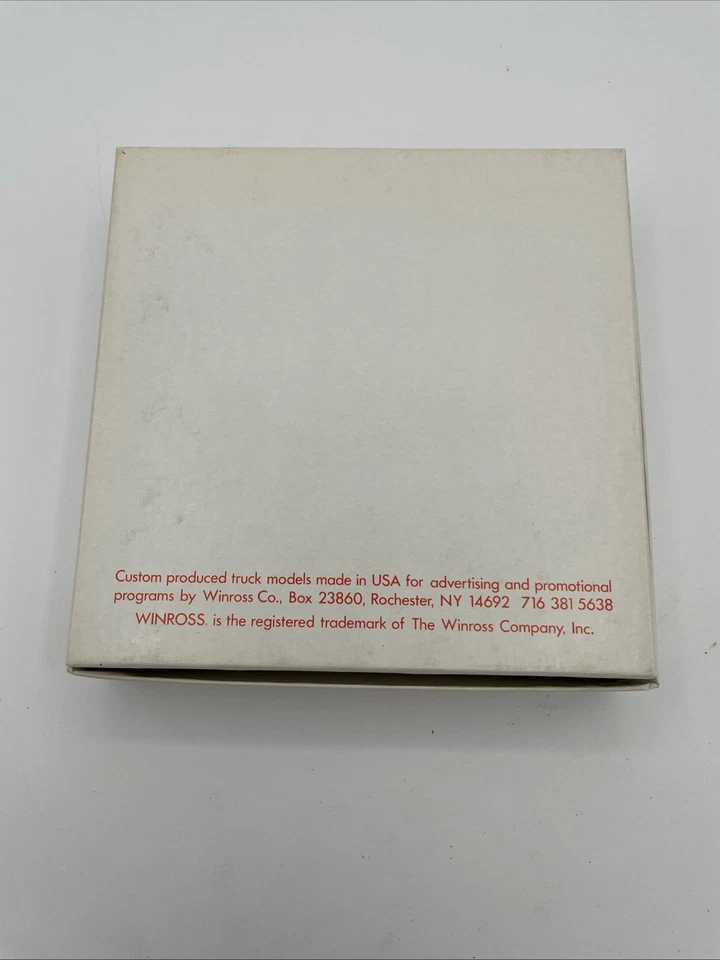 Custom produced truck models made in USA for advertising and promotional
programs by Winross Co., Box 23860, Rochester, NY 14692 716 381 5638
WINROSS. is the registered trademark of The Winross Company, Inc.